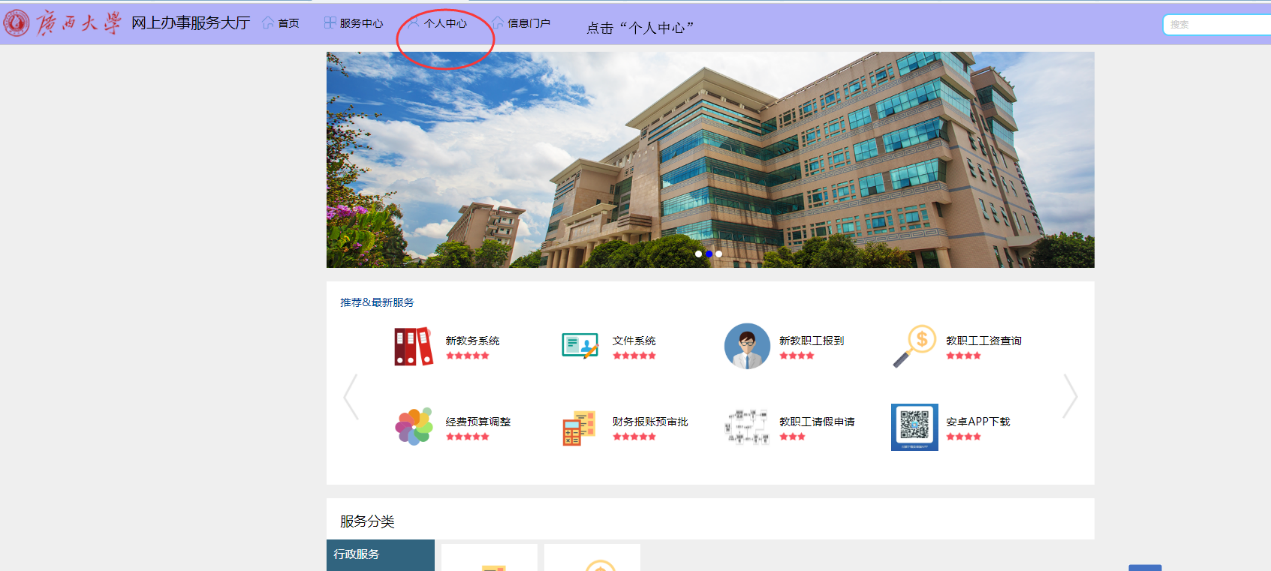 广西大学 网上办事服务大厅 首页 服务中心 个人中心 信息门户 点击“个人中心” 搜索
推荐&最新服务
新教务系统 文件系统 新教职工报到 教职工工资查询
经费预算调整 财务报账预审批 教职工请假申请 安卓APP下载
服务分类
行政服务